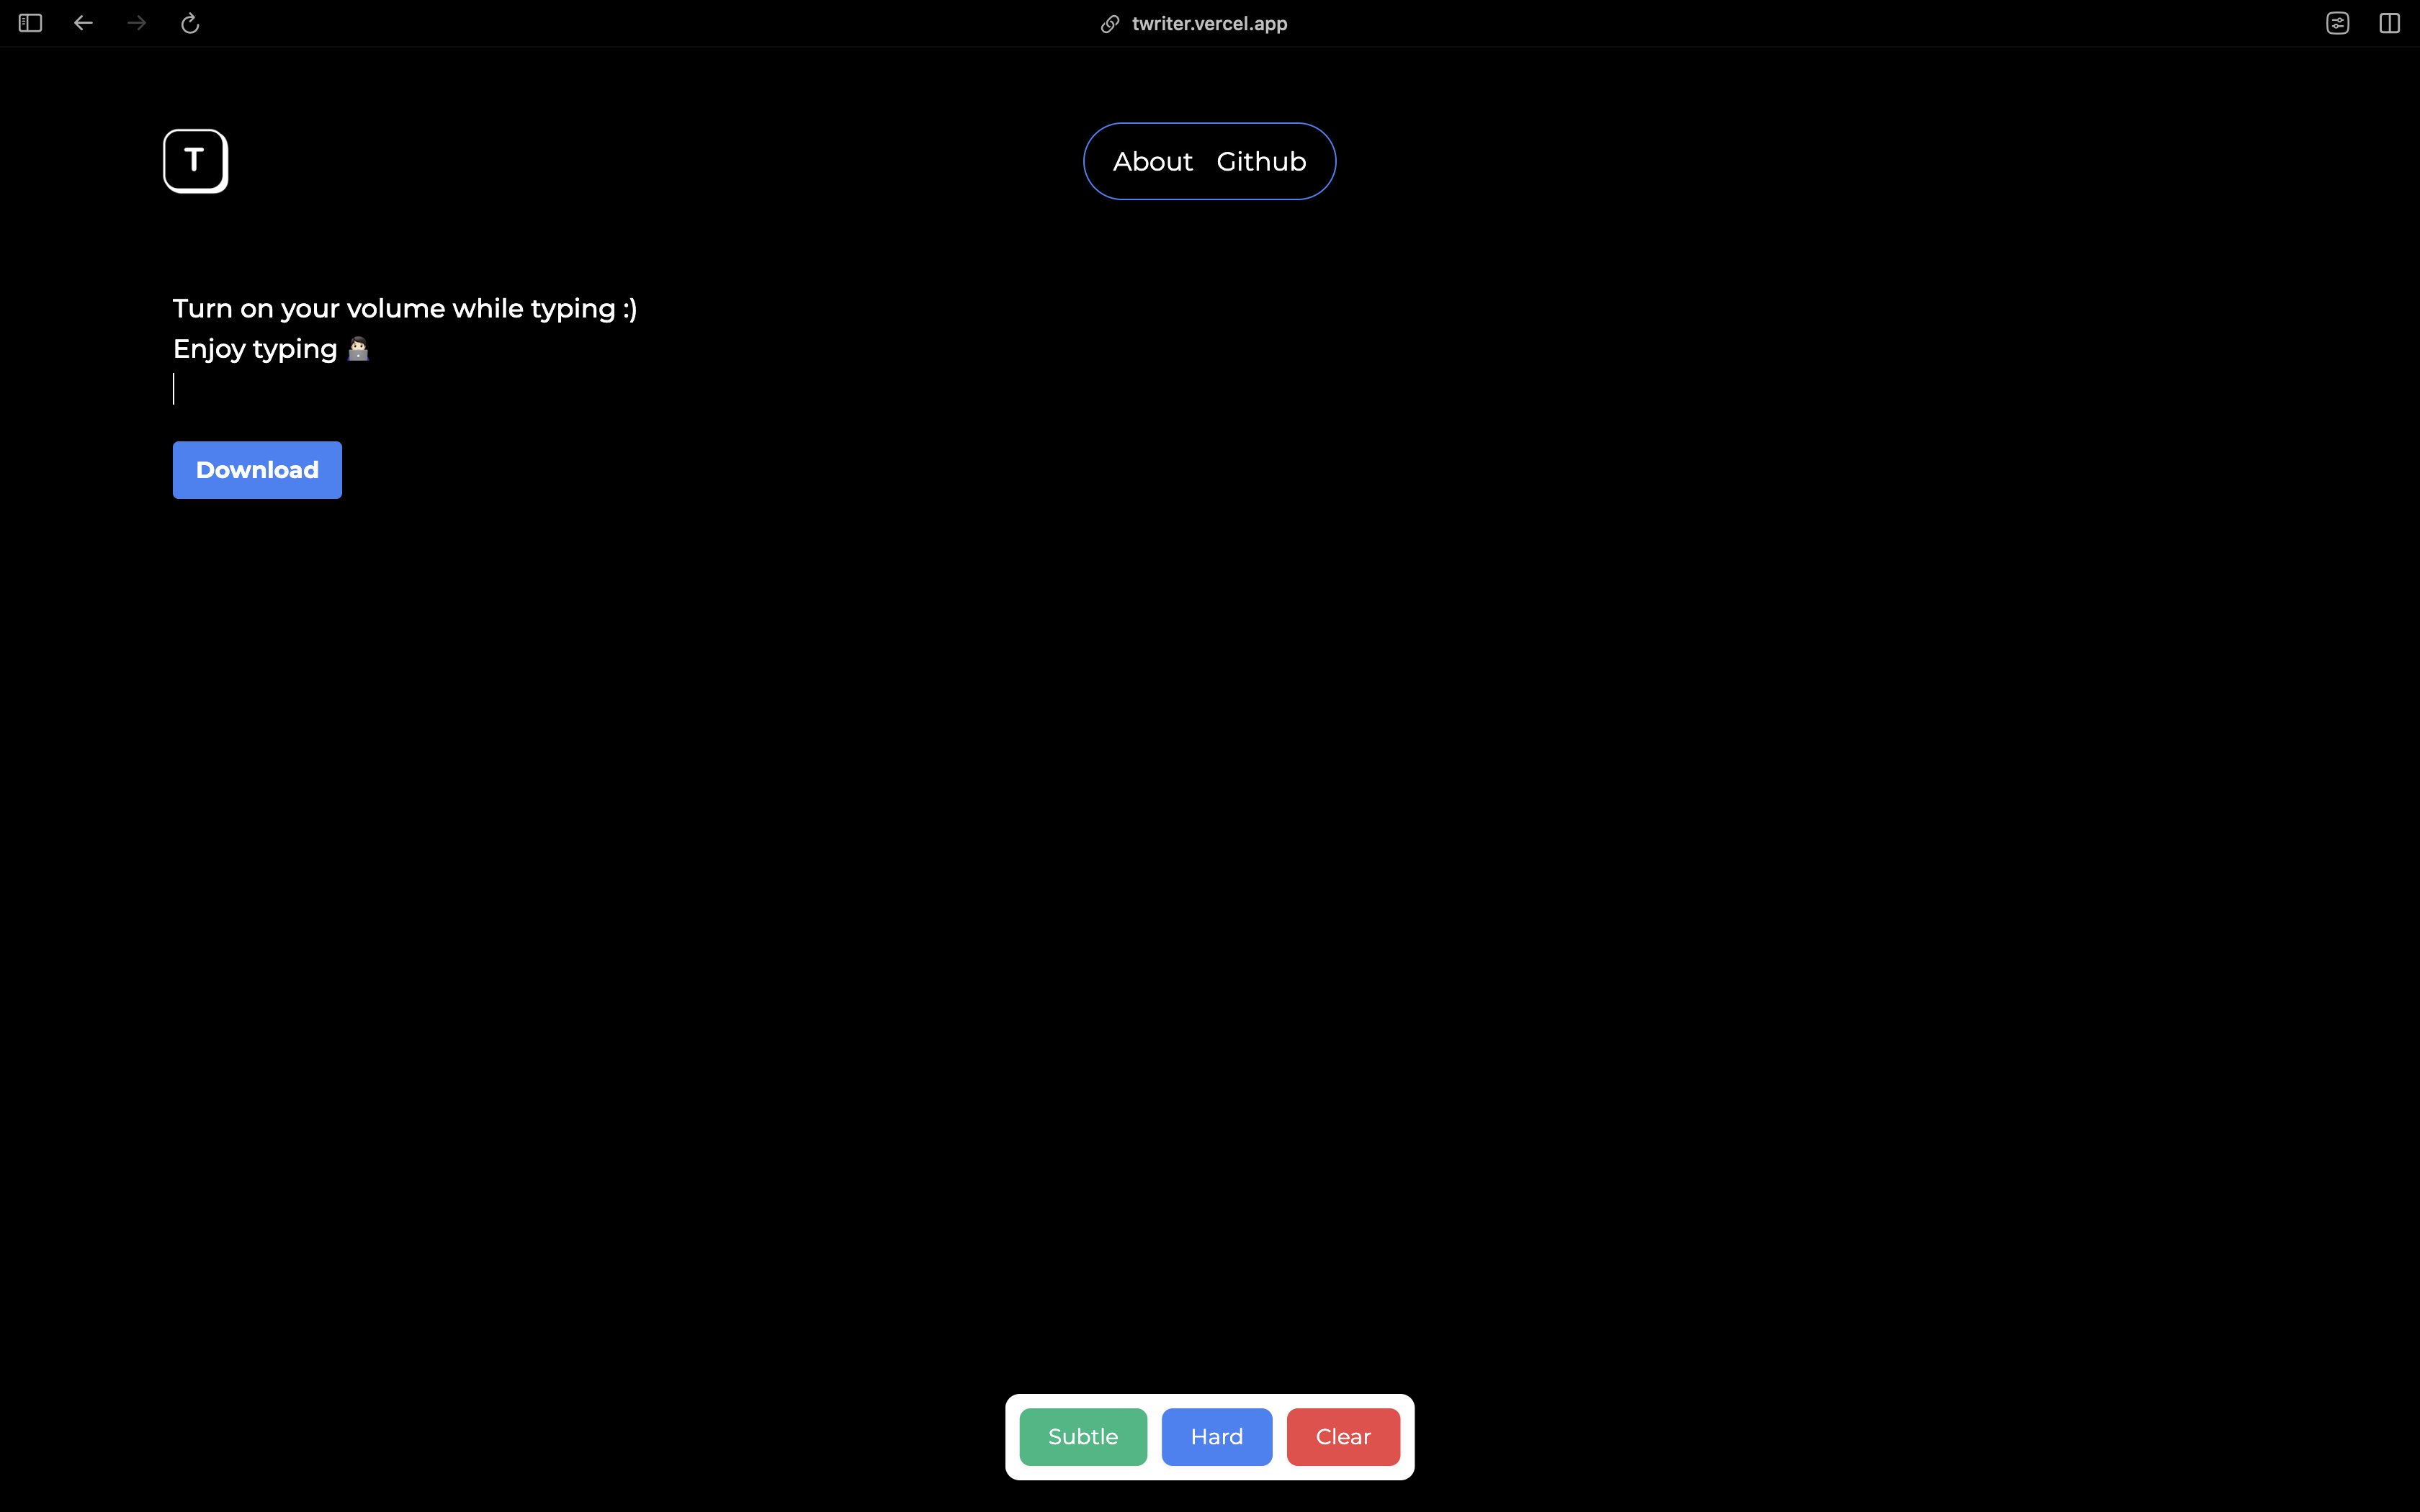 twriter.vercel.app
T
About Github
Turn on your volume while typing :)
Enjoy typing 🧑🏻‍💻
Download
Subtle Hard Clear